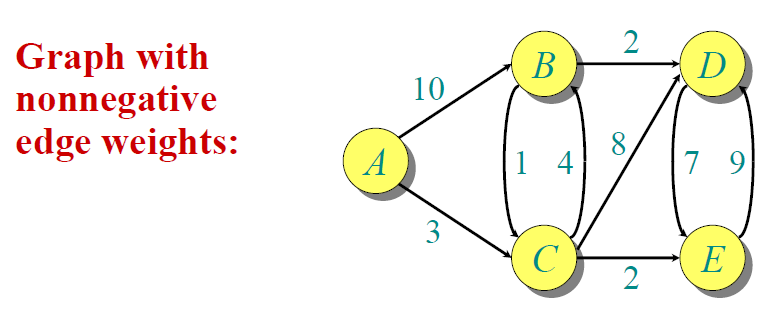 Graph with
nonnegative
edge weights:
B
2
D
10
A
1
4
8
7
9
3
C
2
E